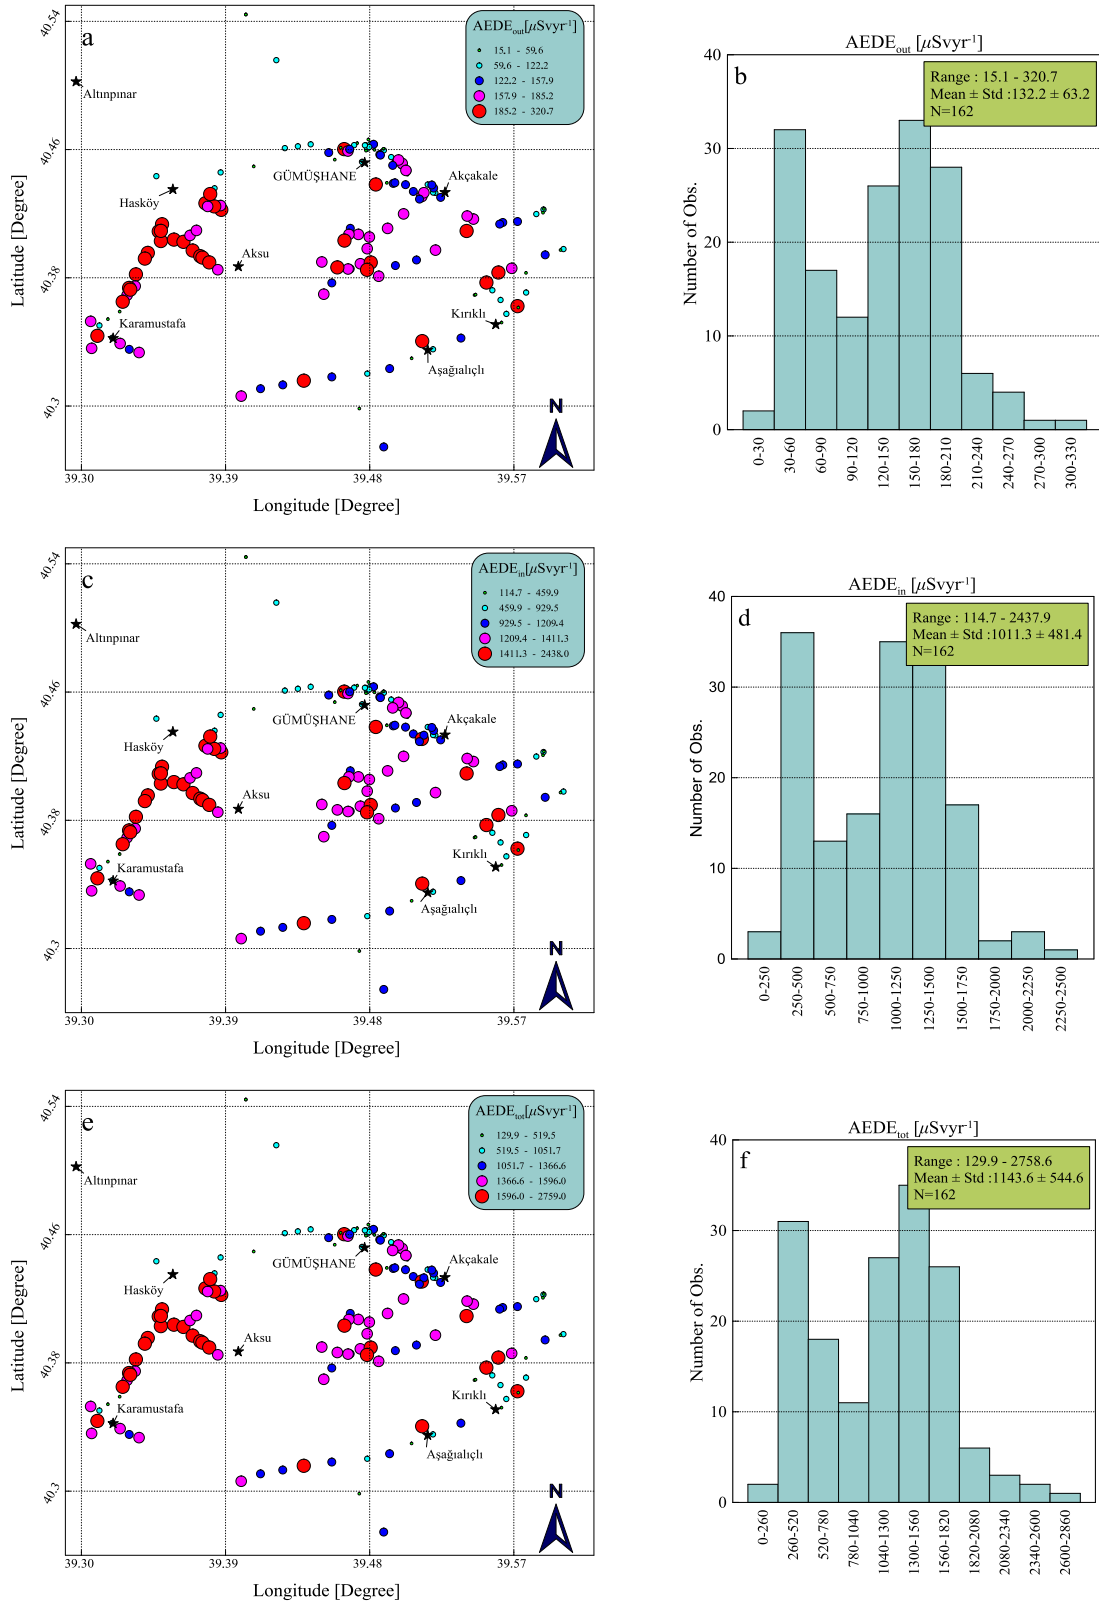 a
AEDEout [μSvyr-1]
15.1 - 59.6
59.6 - 122.2
122.2 - 157.9
157.9 - 185.2
185.2 - 320.7
Altınpınar
GÜMÜŞHANE
Akçakale
Hasköy
Aksu
Karamustafa
Kırıklı
Aşağıalıçlı
N
40.54
40.46
40.38
40.3
Latitude [Degree]
39.30 39.39 39.48 39.57
Longitude [Degree]
AEDEout [μSvyr-1]
b
Range : 15.1 - 320.7
Mean ± Std :132.2 ± 63.2
N=162
40
30
20
10
0
Number of Obs.
0-30 30-60 60-90 90-120 120-150 150-180 180-210 210-240 240-270 270-300 300-330
c
AEDEin[μSvyr-1]
114.7 - 459.9
459.9 - 929.5
929.5 - 1209.4
1209.4 - 1411.3
1411.3 - 2438.0
Altınpınar
GÜMÜŞHANE
Akçakale
Hasköy
Aksu
Karamustafa
Kırıklı
Aşağıalıçlı
N
40.54
40.46
40.38
40.3
Latitude [Degree]
39.30 39.39 39.48 39.57
Longitude [Degree]
AEDEin [μSvyr-1]
d
Range : 114.7 - 2437.9
Mean ± Std :1011.3 ± 481.4
N=162
40
30
20
10
0
Number of Obs.
0-250 250-500 500-750 750-1000 1000-1250 1250-1500 1500-1750 1750-2000 2000-2250 2250-2500
e
AEDEtot[μSvyr-1]
129.9 - 519.5
519.5 - 1051.7
1051.7 - 1366.6
1366.6 - 1596.0
1596.0 - 2759.0
Altınpınar
GÜMÜŞHANE
Akçakale
Hasköy
Aksu
Karamustafa
Kırıklı
Aşağıalıçlı
N
40.54
40.46
40.38
40.3
Latitude [Degree]
39.30 39.39 39.48 39.57
Longitude [Degree]
AEDEtot [μSvyr-1]
f
Range : 129.9 - 2758.6
Mean ± Std :1143.6 ± 544.6
N=162
40
30
20
10
0
Number of Obs.
0-260 260-520 520-780 780-1040 1040-1300 1300-1560 1560-1820 1820-2080 2080-2340 2340-2600 2600-2860